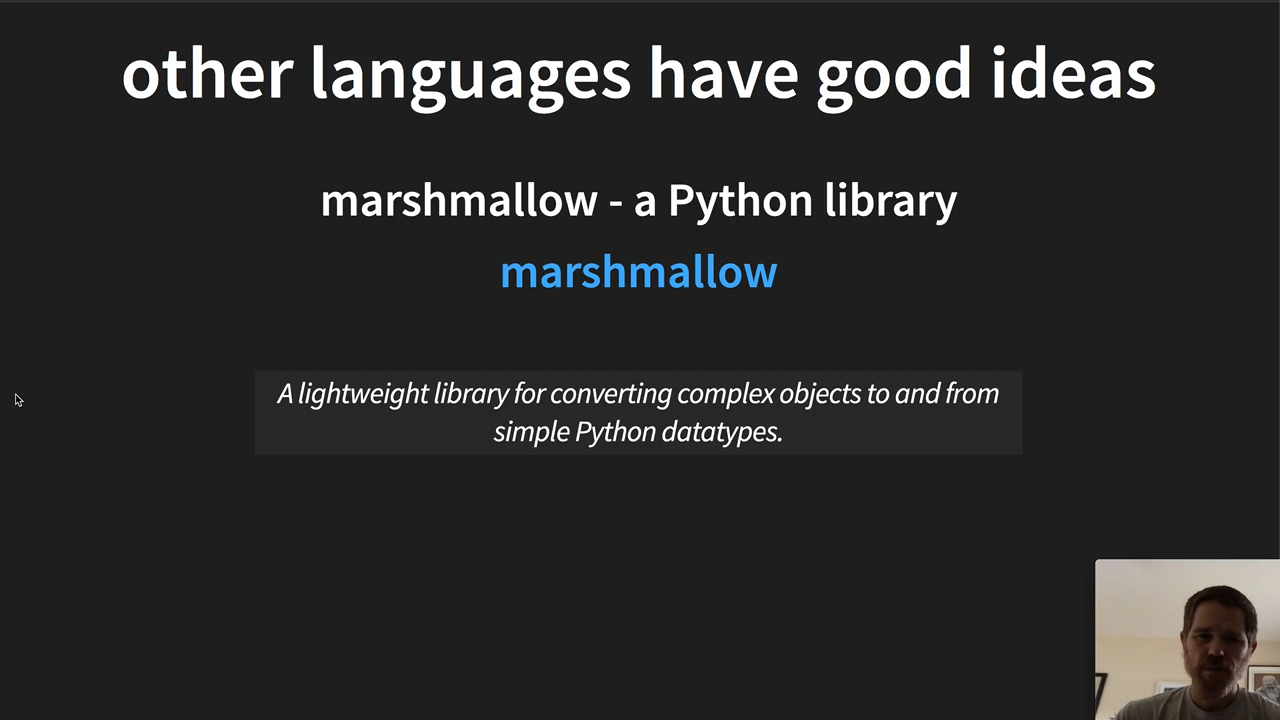 other languages have good ideas
marshmallow - a Python library
marshmallow
A lightweight library for converting complex objects to and from
simple Python datatypes.